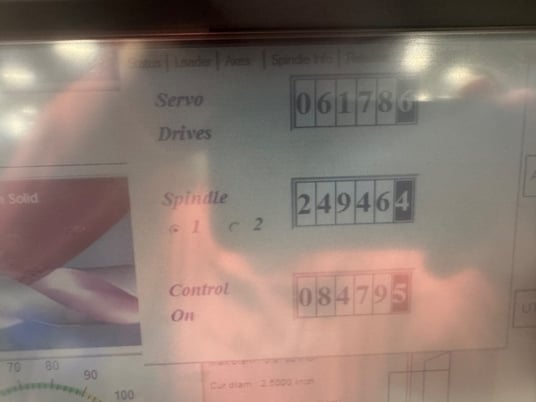 Status | Loader | Axes | Spindle Info |
Servo
Drives
061786
n Solid
Spindle
1 2
249464
Control
On
084795
70 80 90 100
Cur diam : 2.5000 inch